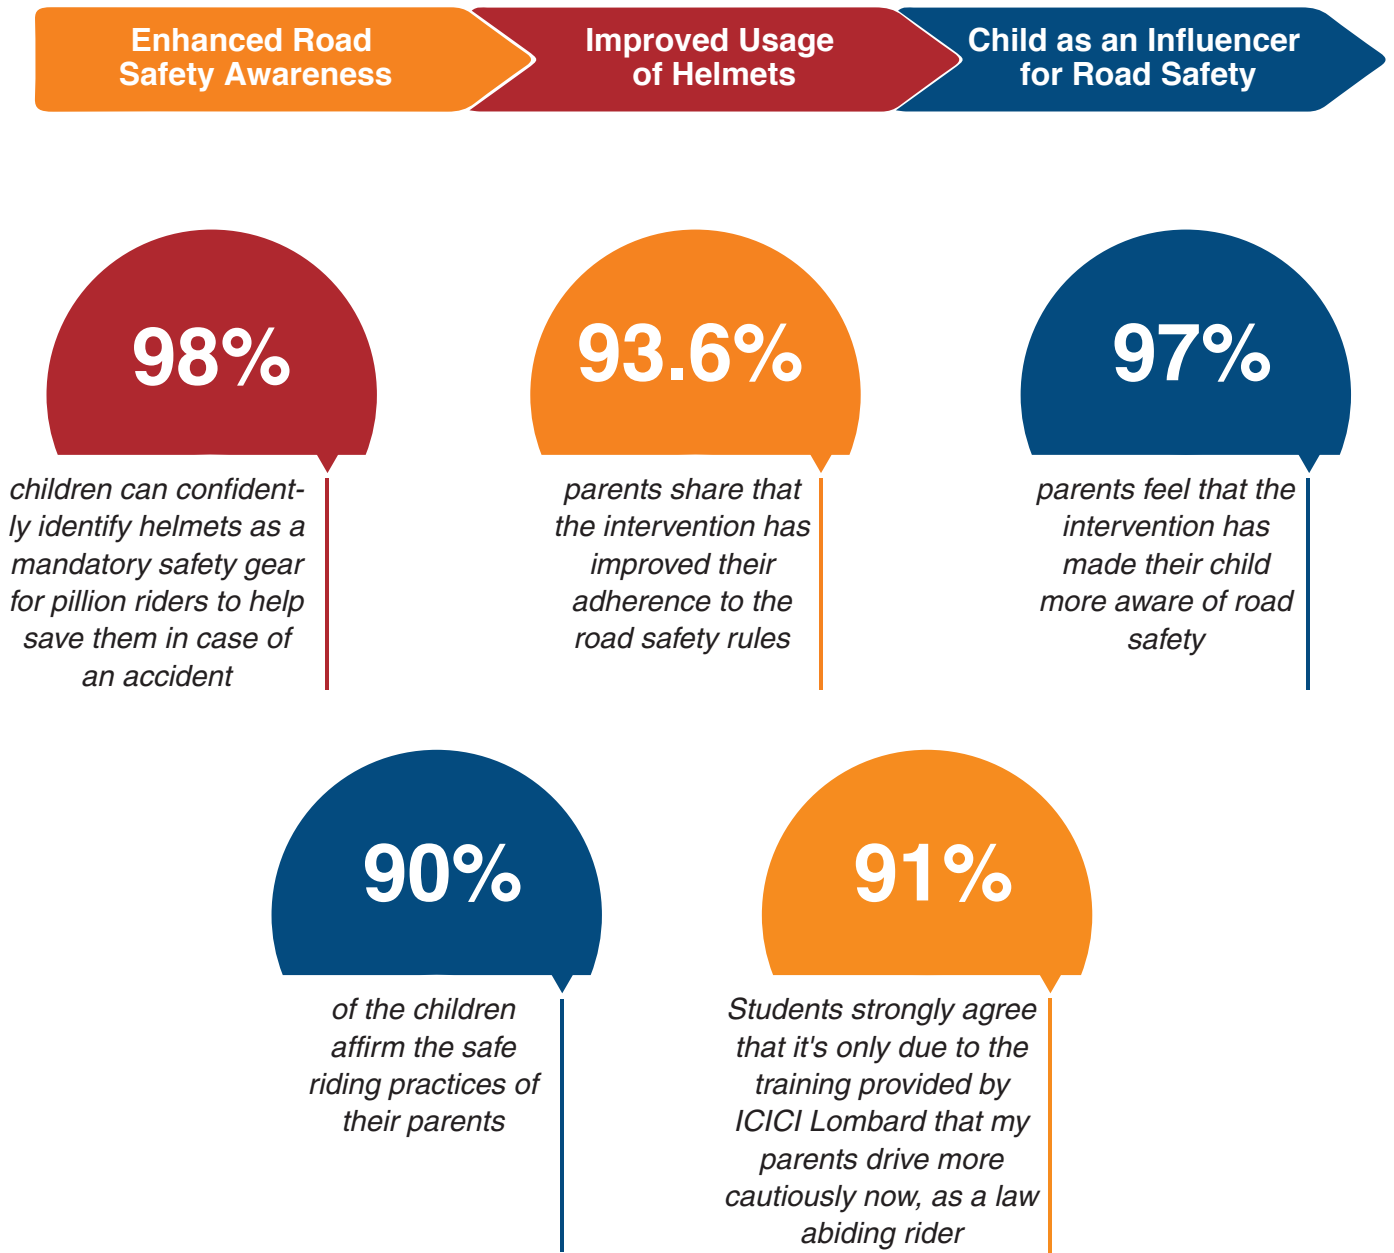 Enhanced Road
Safety Awareness
Improved Usage
of Helmets
Child as an Influencer
for Road Safety
98%
children can confident-
ly identify helmets as a
mandatory safety gear
for pillion riders to help
save them in case of
an accident
93.6%
parents share that
the intervention has
improved their
adherence to the
road safety rules
97%
parents feel that the
intervention has
made their child
more aware of road
safety
90%
of the children
affirm the safe
riding practices of
their parents
91%
Students strongly agree
that it's only due to the
training provided by
ICICI Lombard that my
parents drive more
cautiously now, as a law
abiding rider